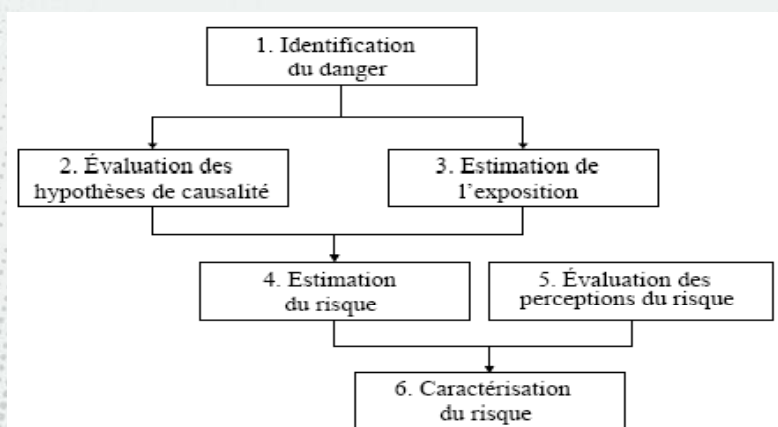 1. Identification
du danger
2. Évaluation des
hypothèses de causalité
3. Estimation de
l'exposition
4. Estimation
du risque
5. Évaluation des
perceptions du risque
6. Caractérisation
du risque